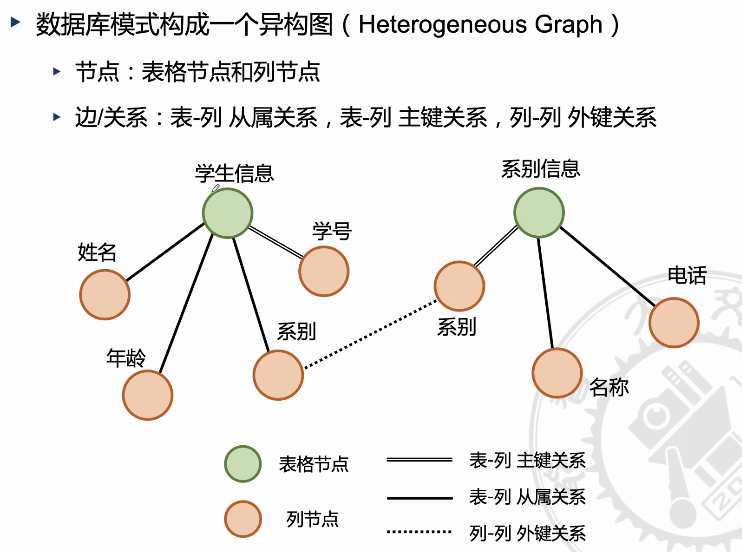 数据库模式构成一个异构图（Heterogeneous Graph）
节点：表格节点和列节点
边/关系：表-列 从属关系，表-列 主键关系，列-列 外键关系
学生信息
系别信息
姓名
学号
年龄
系别
系别
电话
名称
表格节点
表-列 主键关系
表-列 从属关系
列节点
列-列 外键关系